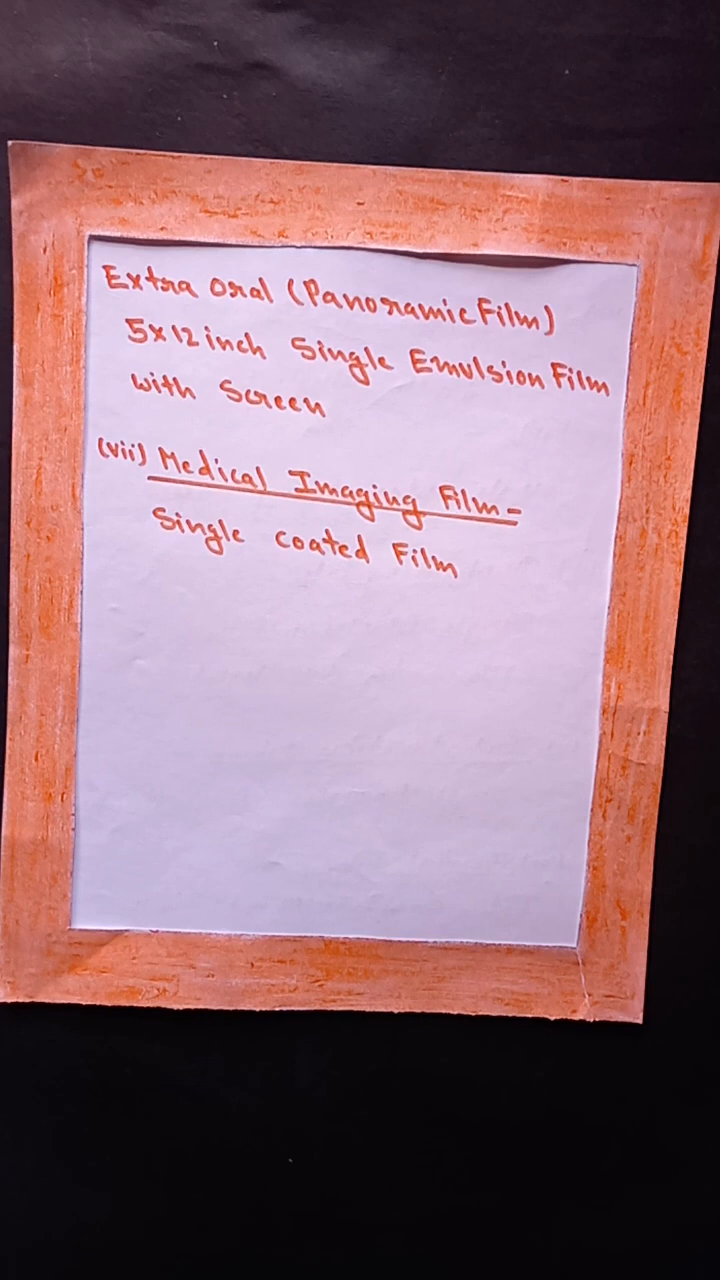 Extra oral (Panoramic Film)
5x12 inch Single Emulsion Film
with Screen
(vii) Medical Imaging Film-
Single coated Film